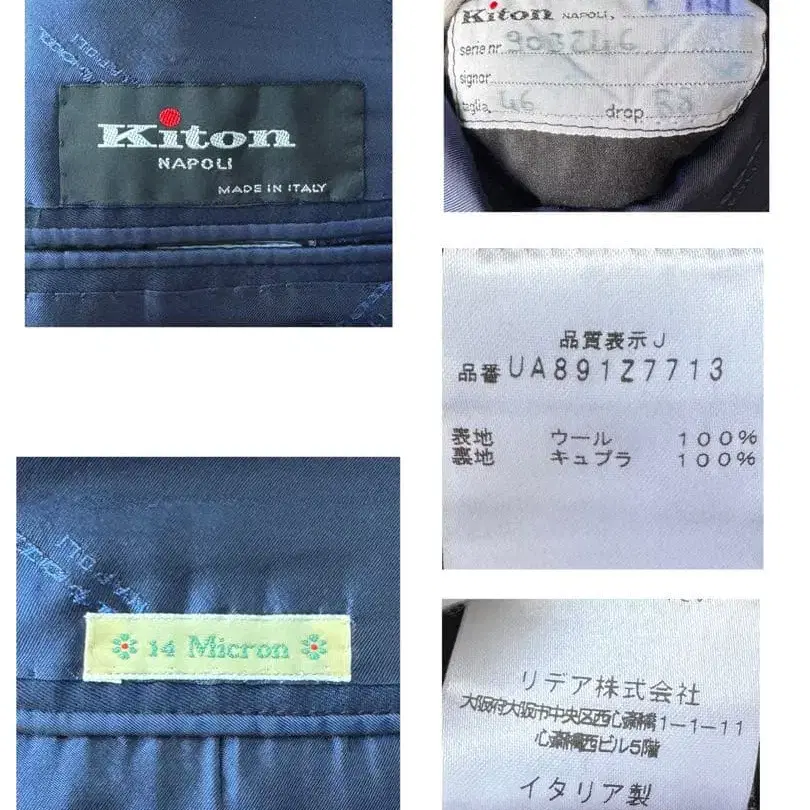 Kiton
NAPOLI
MADE IN ITALY
Kiton NAPOLI,
serie nr.
signor
taglia 46 drop
品質表示J
品番 UA891Z7713
表地 ウール 100%
裏地 キュプラ 100%
14 Micron
リデア株式会社
大阪府大阪市中央区西心斎橋1-1-11
心斎橋西ビル5階
イタリア製